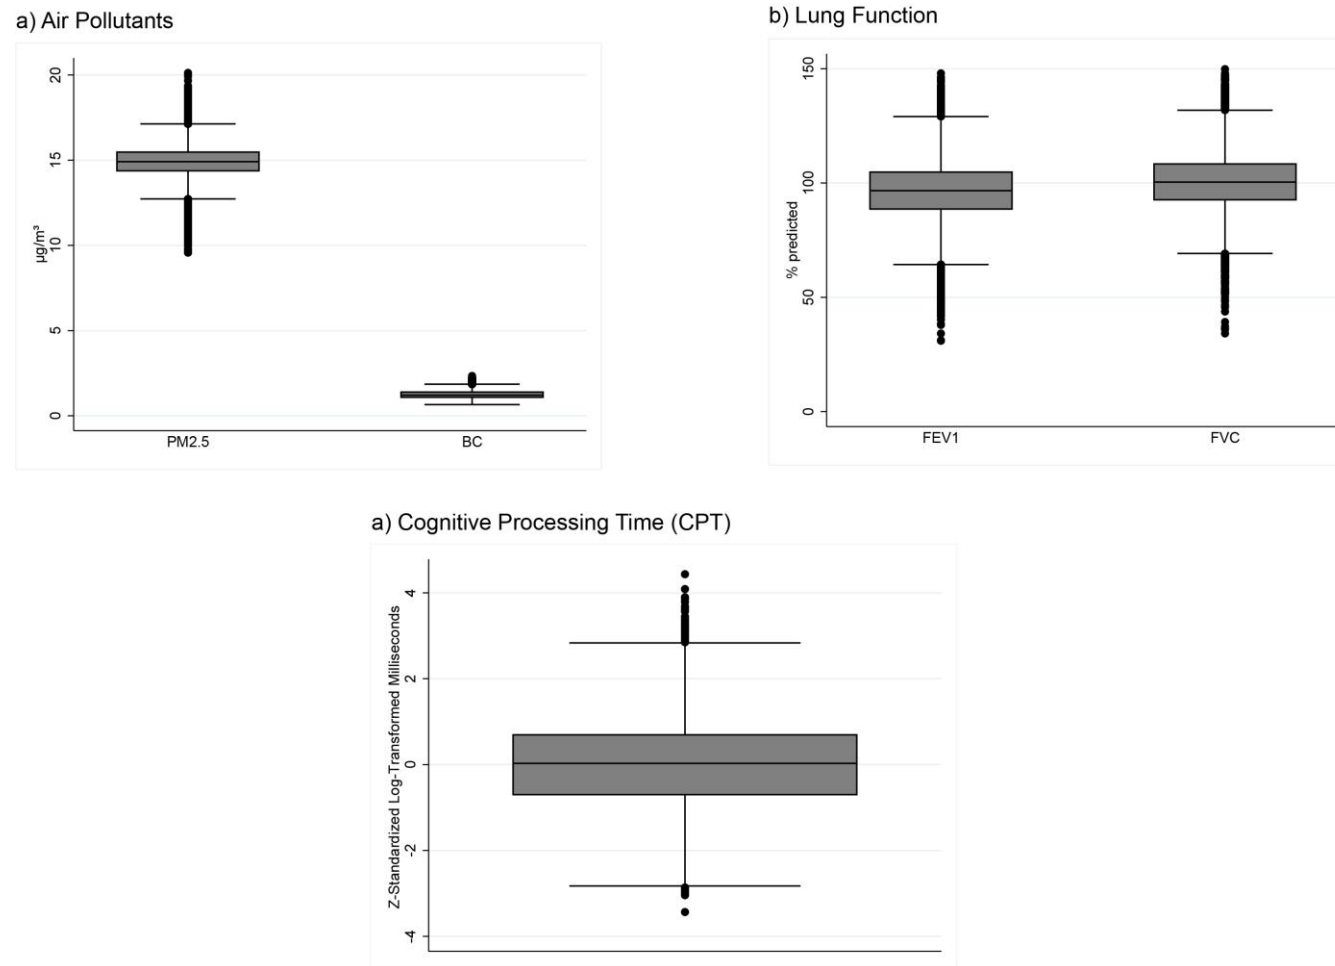 a) Air Pollutants
b) Lung Function
20
15
10
5
0
µg/m³
PM2.5
BC
150
100
50
0
% predicted
FEV1
FVC
a) Cognitive Processing Time (CPT)
4
2
0
-2
-4
Z-Standardized Log-Transformed Milliseconds